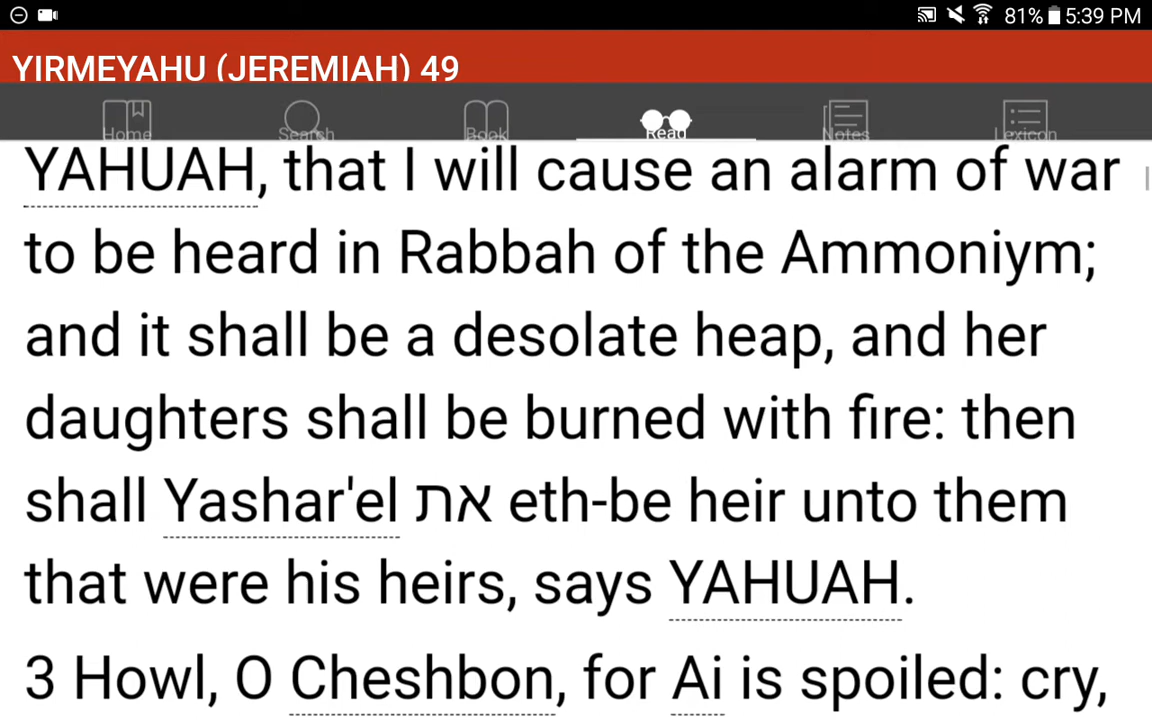 81% 5:39 PM
YIRMEYAHU (JEREMIAH) 49
Home Search Book Read Notes Lexicon
YAHUAH, that I will cause an alarm of war
to be heard in Rabbah of the Ammoniym;
and it shall be a desolate heap, and her
daughters shall be burned with fire: then
shall Yashar'el את eth-be heir unto them
that were his heirs, says YAHUAH.
3 Howl, O Cheshbon, for Ai is spoiled: cry,